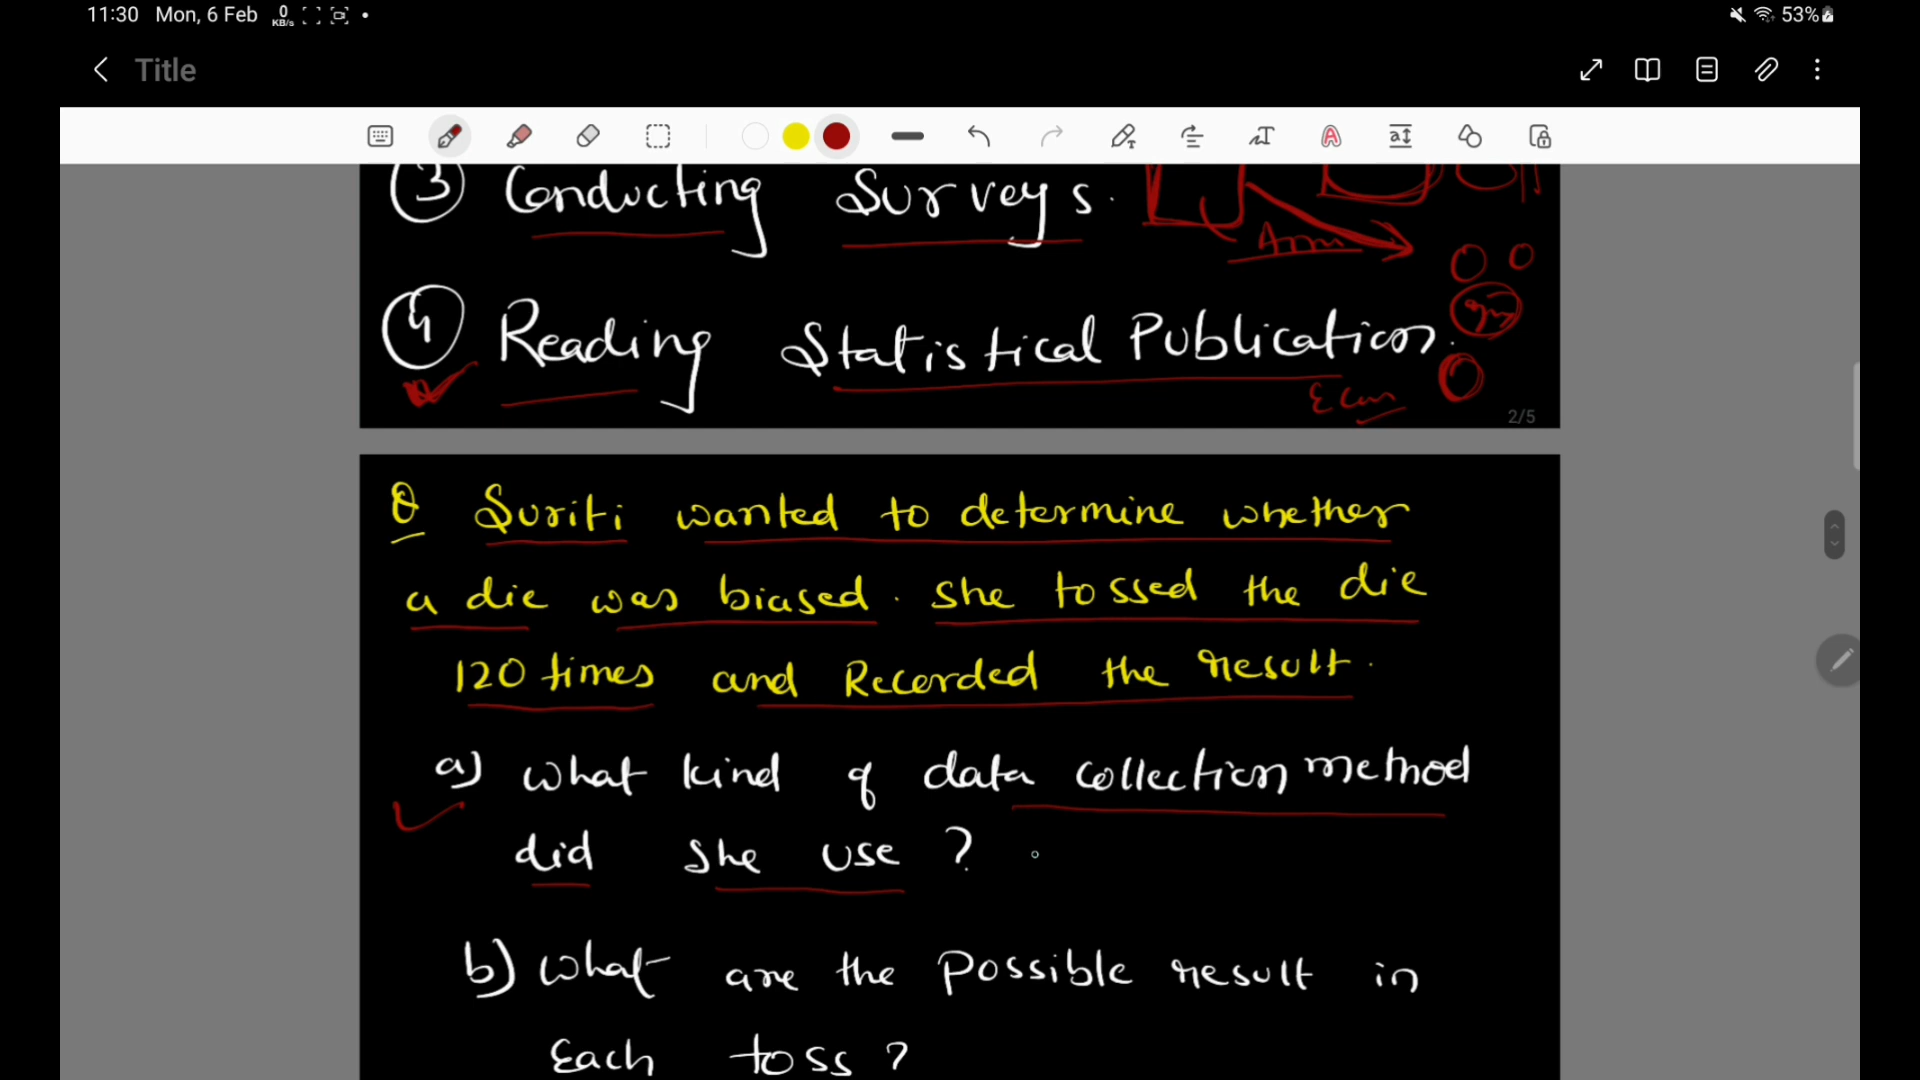 11:30 Mon, 6 Feb 0 KB/s 53%
Title
3 Conducting Surveys.
4 Reading Statistical Publication.
2/5
Q Suriti wanted to determine whether
a die was biased. She tossed the die
120 times and Recorded the result.
a) what kind of data collection method
did she use ?
b) what are the possible result in
Each toss ?